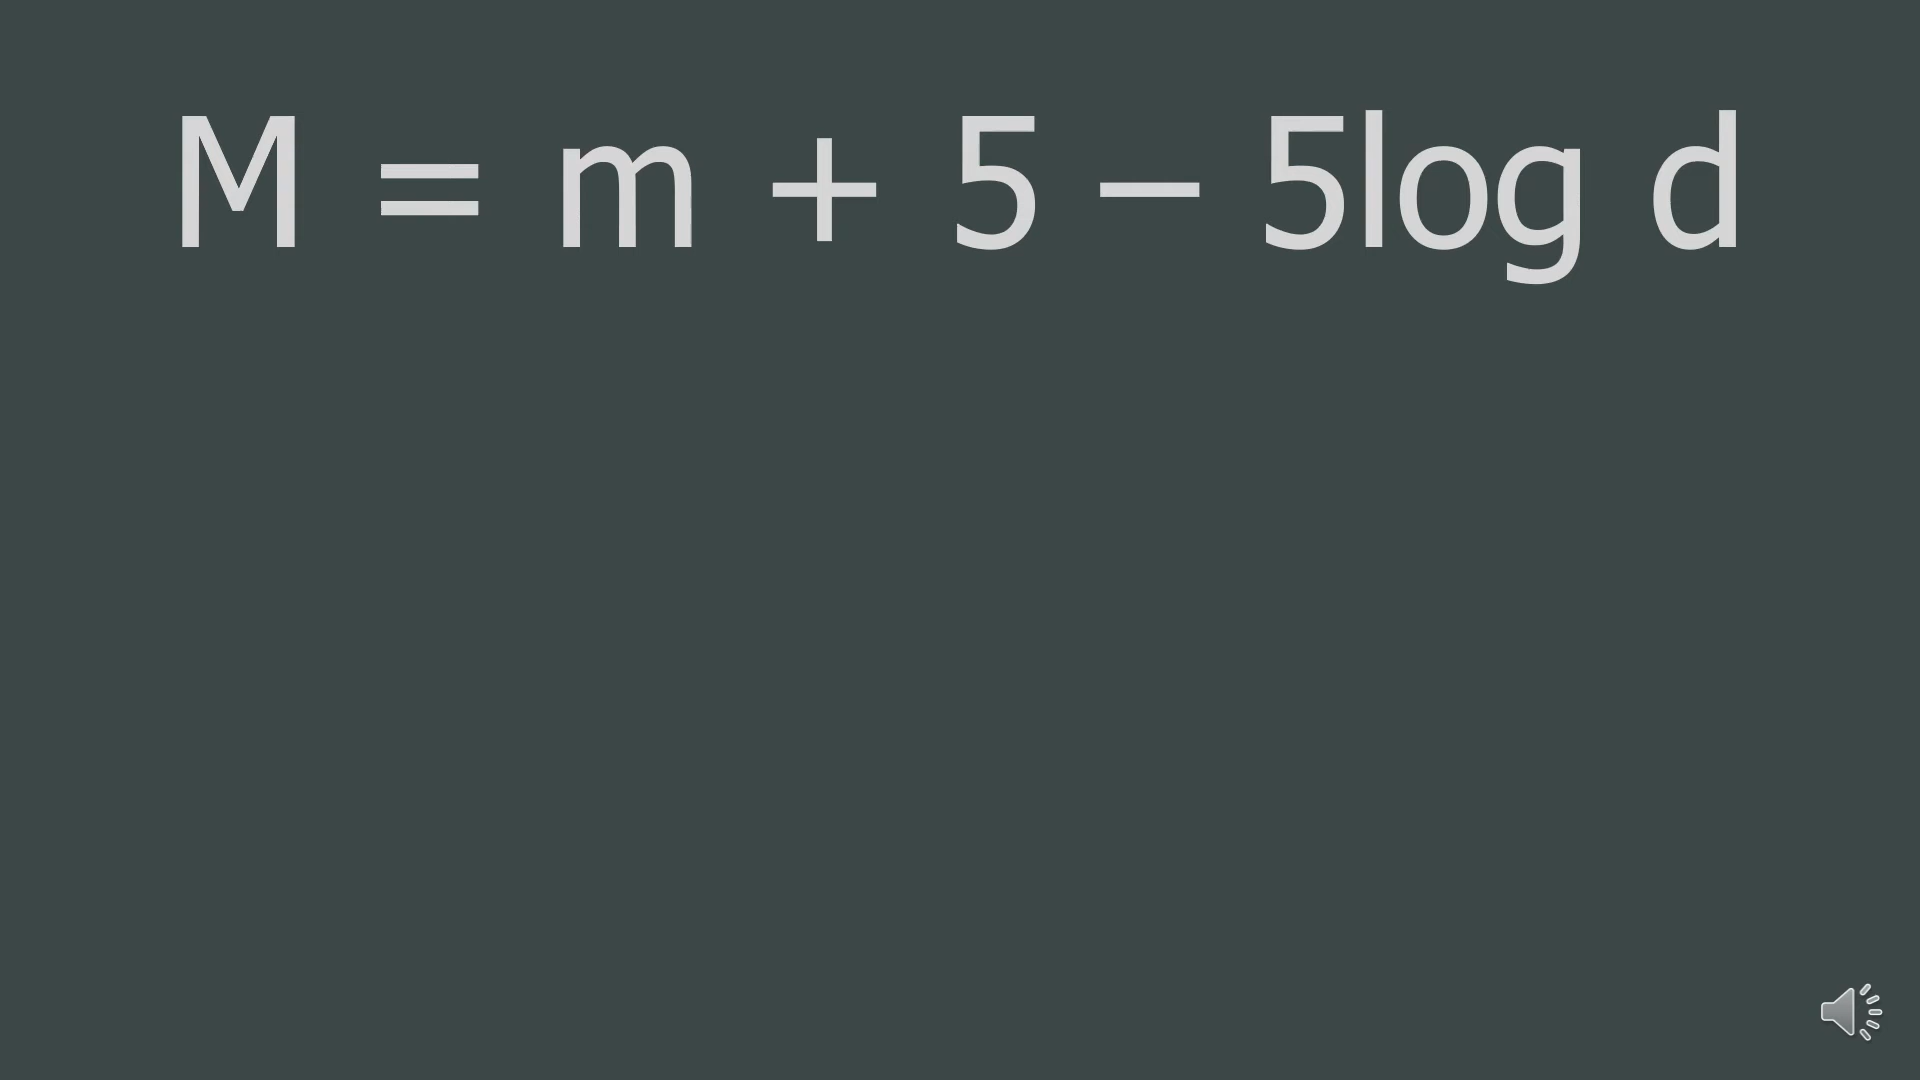 M = m + 5 – 5log d